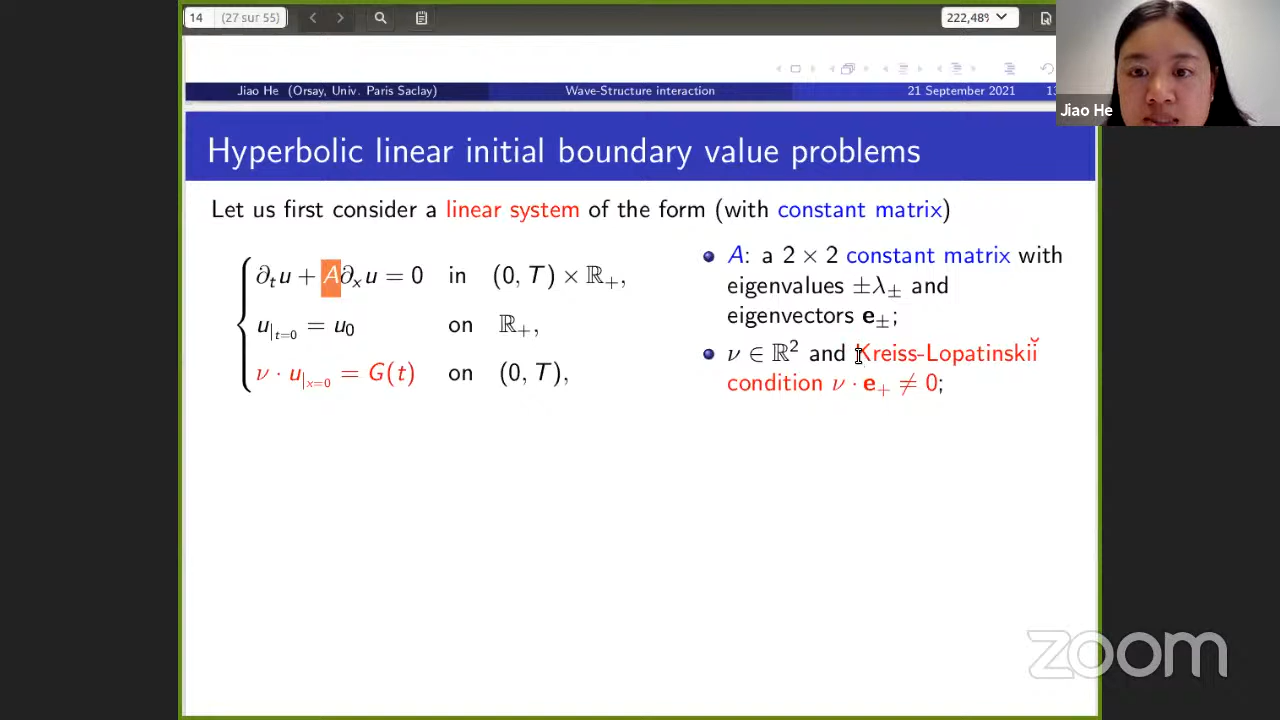 14 (27 sur 55) 222,48%
Jiao He (Orsay, Univ. Paris Saclay) Wave-Structure interaction 21 September 2021 13
Jiao He
Hyperbolic linear initial boundary value problems
Let us first consider a linear system of the form (with constant matrix)
∂ₜu + A∂ₓu = 0 in (0, T) × ℝ₊,
u|ₜ₌₀ = u₀ on ℝ₊,
ν · u|ₓ₌₀ = G(t) on (0, T),
A: a 2 × 2 constant matrix with
eigenvalues ±λ± and
eigenvectors e±;
ν ∈ ℝ² and Kreiss-Lopatinskiĭ
condition ν · e₊ ≠ 0;
zoom